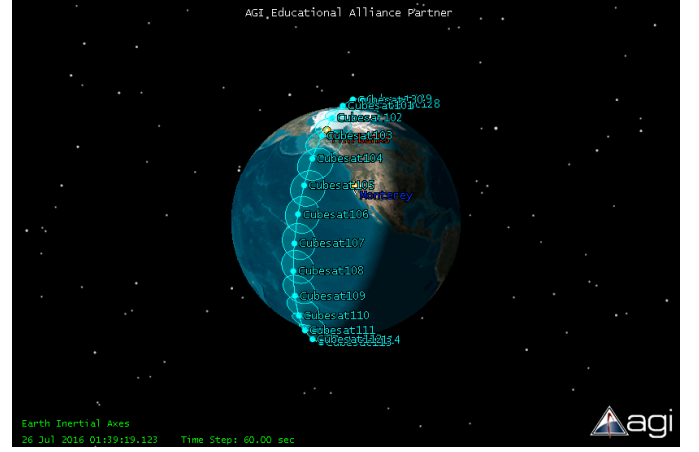 AGI Educational Alliance Partner
Cubesat101
Cubesat102
Cubesat103
Cubesat104
Cubesat105
Monterey
Cubesat106
Cubesat107
Cubesat108
Cubesat109
Cubesat110
Cubesat111
Earth Inertial Axes
26 Jul 2016 01:39:19.123 Time Step: 60.00 sec
agi